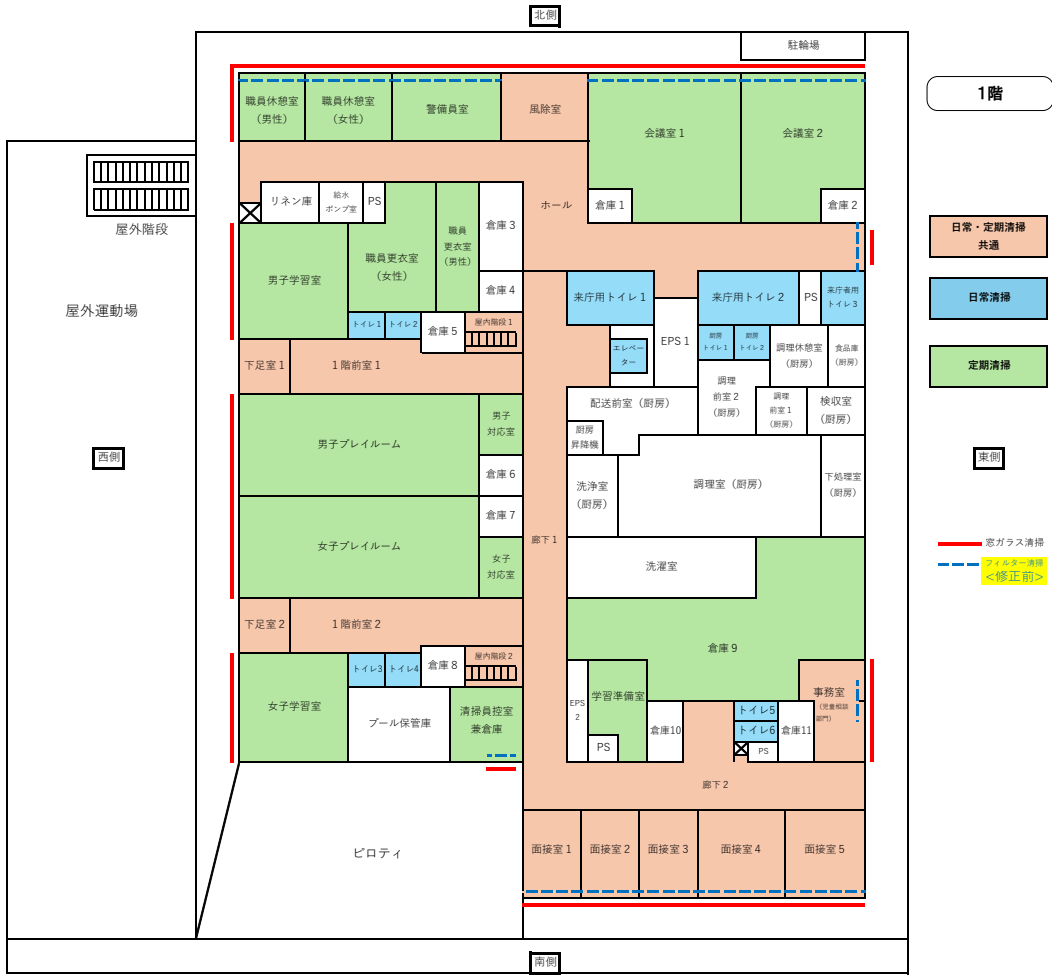 北側
駐輪場
1階
職員休憩室
(男性)
職員休憩室
(女性)
警備員室
風除室
会議室1
会議室2
屋外階段
リネン庫
給水
ポンプ室
PS
倉庫3
ホール
倉庫1
倉庫2
日常・定期清掃
共通
職員更衣室
(女性)
職員
更衣室
(男性)
屋外運動場
男子学習室
倉庫4
来庁用トイレ1
来庁用トイレ2
PS
来庁者用
トイレ3
日常清掃
トイレ1
トイレ2
倉庫5
屋内階段1
エレベー
ター
EPS1
厨房
トイレ1
厨房
トイレ2
調理休憩室
(厨房)
食品庫
(厨房)
定期清掃
下足室1
1階前室1
調理
前室2
(厨房)
調理
前室1
(厨房)
検収室
(厨房)
配送前室(厨房)
男子プレイルーム
男子
対応室
厨房
昇降機
西側
東側
倉庫6
洗浄室
(厨房)
調理室(厨房)
下処理室
(厨房)
倉庫7
女子プレイルーム
廊下1
窓ガラス清掃
女子
対応室
洗濯室
フィルター清掃
<修正前>
下足室2
1階前室2
トイレ3
トイレ4
倉庫8
屋内階段2
倉庫9
女子学習室
プール保管庫
清掃員控室
兼倉庫
EPS
2
学習準備室
事務室
(児童相談
部門)
PS
倉庫10
トイレ5
トイレ6
PS
倉庫11
廊下2
ピロティ
面接室1
面接室2
面接室3
面接室4
面接室5
南側